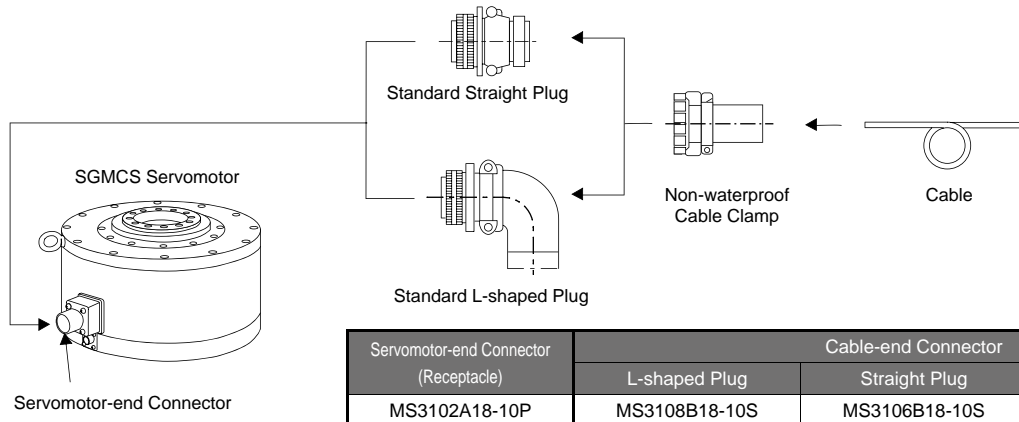 Standard Straight Plug
SGMCS Servomotor
Non-waterproof
Cable Clamp
Cable
Standard L-shaped Plug
Servomotor-end Connector
Servomotor-end Connector
(Receptacle)
Cable-end Connector
L-shaped Plug
Straight Plug
MS3102A18-10P
MS3108B18-10S
MS3106B18-10S